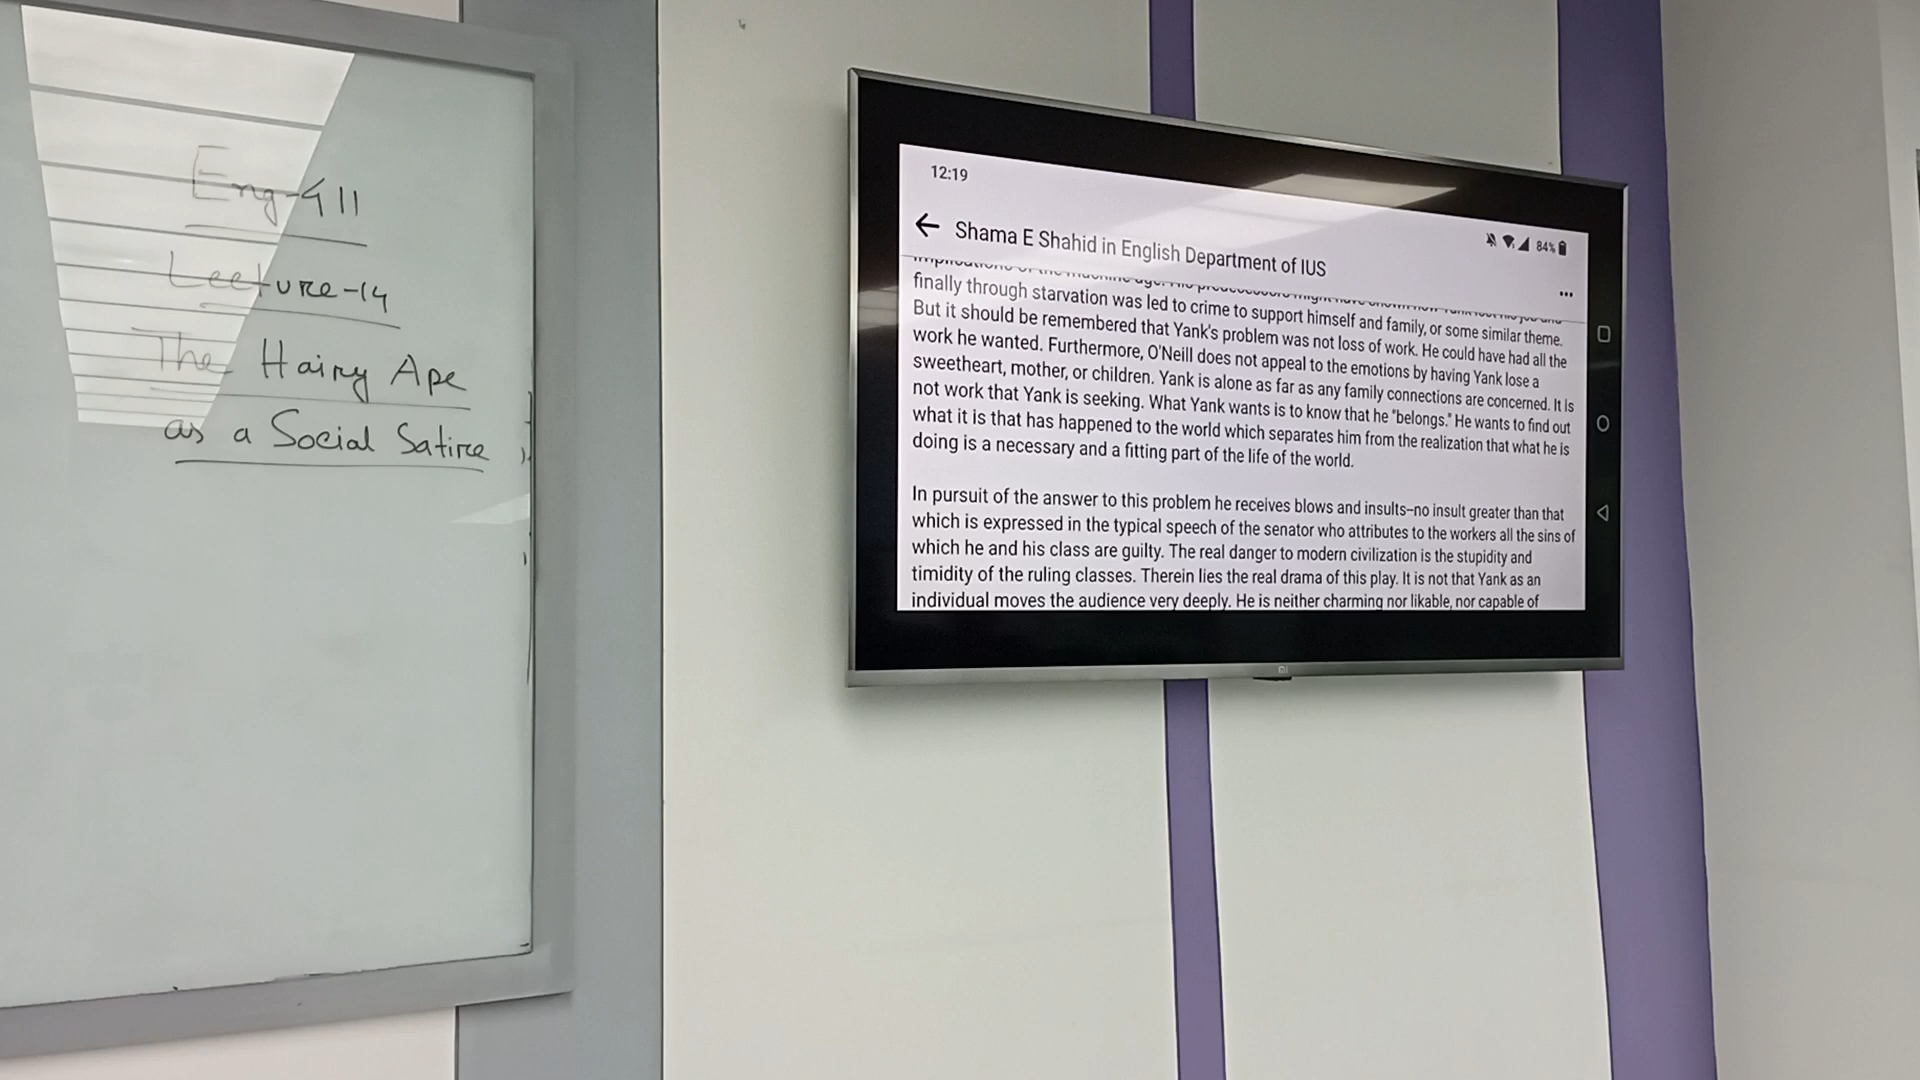 Eng-411
Lecture-14
The Hairy Ape
as a Social Satire
12:19
84%
Shama E Shahid in English Department of IUS
finally through starvation was led to crime to support himself and family, or some similar theme.
But it should be remembered that Yank's problem was not loss of work. He could have had all the
work he wanted. Furthermore, O'Neill does not appeal to the emotions by having Yank lose a
sweetheart, mother, or children. Yank is alone as far as any family connections are concerned. It is
not work that Yank is seeking. What Yank wants is to know that he "belongs." He wants to find out
what it is that has happened to the world which separates him from the realization that what he is
doing is a necessary and a fitting part of the life of the world.
In pursuit of the answer to this problem he receives blows and insults–no insult greater than that
which is expressed in the typical speech of the senator who attributes to the workers all the sins of
which he and his class are guilty. The real danger to modern civilization is the stupidity and
timidity of the ruling classes. Therein lies the real drama of this play. It is not that Yank as an
individual moves the audience very deeply. He is neither charming nor likable, nor capable of
mi